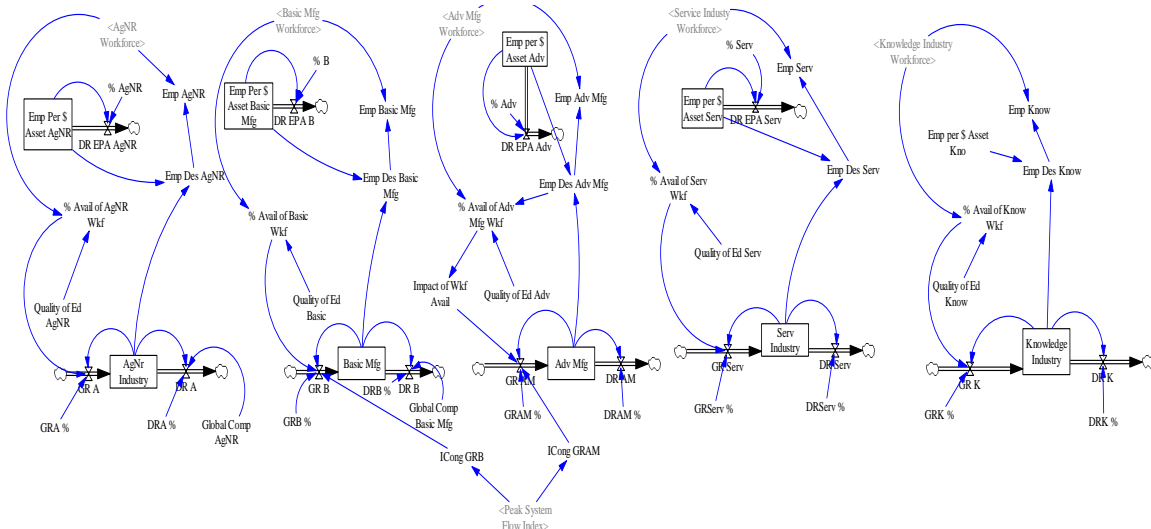 <AgNR
Workforce>
% AgNR
Emp AgNR
Emp Per $
Asset AgNR
DR EPA AgNR
Emp Des AgNR
% Avail of AgNR
Wkf
Quality of Ed
AgNR
AgNr
Industry
GR A
DR A
GRA %
DRA %
Global Comp
AgNR
<Basic Mfg
Workforce>
% B
Emp Per $
Asset Basic
Mfg
DR EPA B
Emp Basic Mfg
Emp Des Basic
Mfg
% Avail of Basic
Wkf
Quality of Ed
Basic
Basic Mfg
GR B
DR B
GRB %
DRB %
Global Comp
Basic Mfg
<Adv Mfg
Workforce>
Emp per $
Asset Adv
% Adv
Emp Adv Mfg
DR EPA Adv
Emp Des Adv Mfg
% Avail of Adv
Mfg Wkf
Impact of Wkf
Avail
Quality of Ed Adv
Adv Mfg
GR AM
DR AM
GRAM %
DRAM %
ICong GRB
ICong GRAM
<Peak System
Flow Index>
<Service Industy
Workforce>
% Serv
Emp Serv
Emp per $
Asset Serv
DR EPA Serv
Emp Des Serv
% Avail of Serv
Wkf
Quality of Ed Serv
Serv
Industry
GR Serv
DR Serv
GRServ %
DRServ %
<Knowledge Industry
Workforce>
Emp Know
Emp per $ Asset
Kno
Emp Des Know
% Avail of Know
Wkf
Quality of Ed
Know
Knowledge
Industry
GR K
DR K
GRK %
DRK %